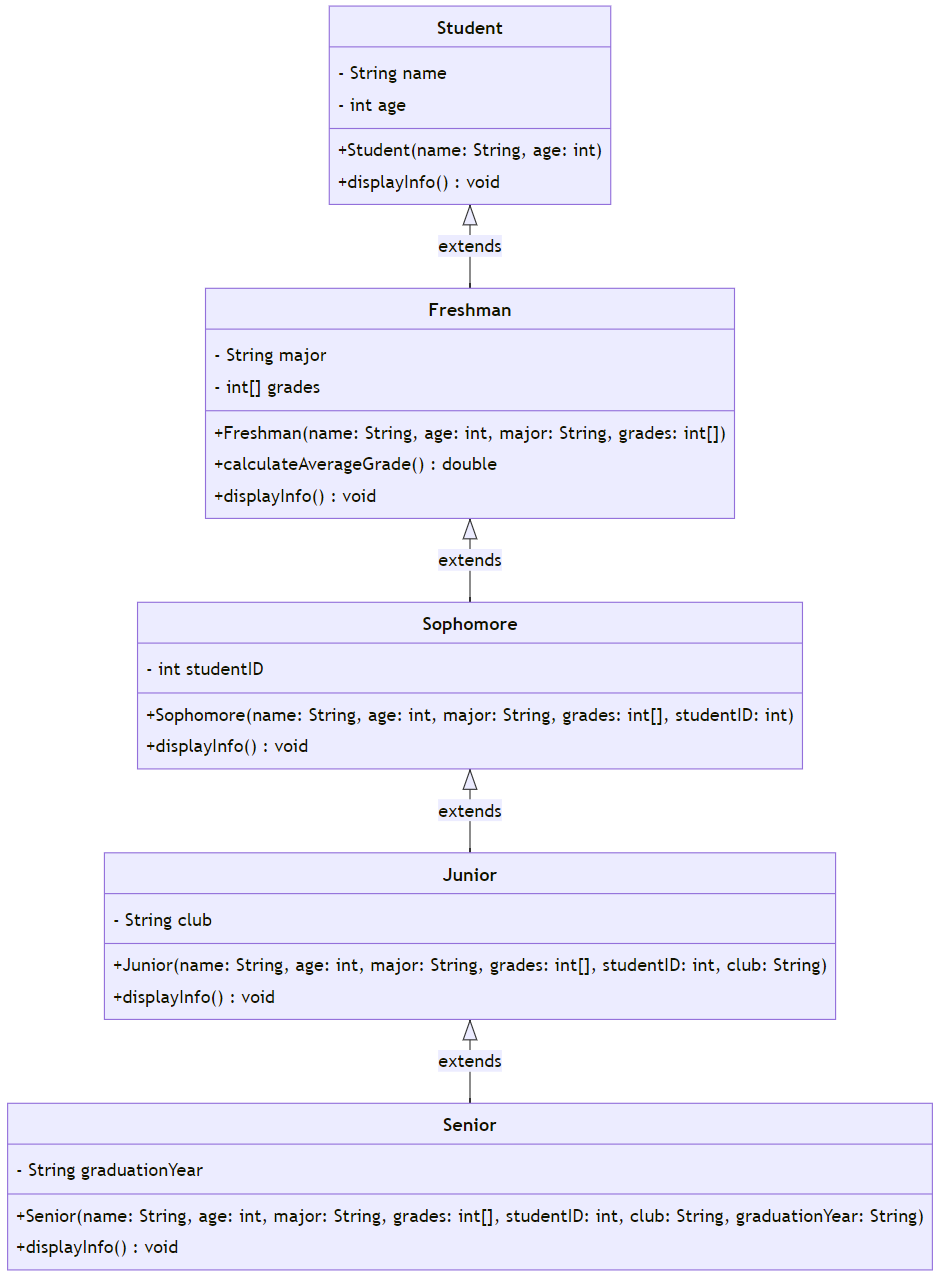 Student
- String name
- int age
+Student(name: String, age: int)
+displayInfo() : void
extends
Freshman
- String major
- int[] grades
+Freshman(name: String, age: int, major: String, grades: int[])
+calculateAverageGrade() : double
+displayInfo() : void
extends
Sophomore
- int studentID
+Sophomore(name: String, age: int, major: String, grades: int[], studentID: int)
+displayInfo() : void
extends
Junior
- String club
+Junior(name: String, age: int, major: String, grades: int[], studentID: int, club: String)
+displayInfo() : void
extends
Senior
- String graduationYear
+Senior(name: String, age: int, major: String, grades: int[], studentID: int, club: String, graduationYear: String)
+displayInfo() : void